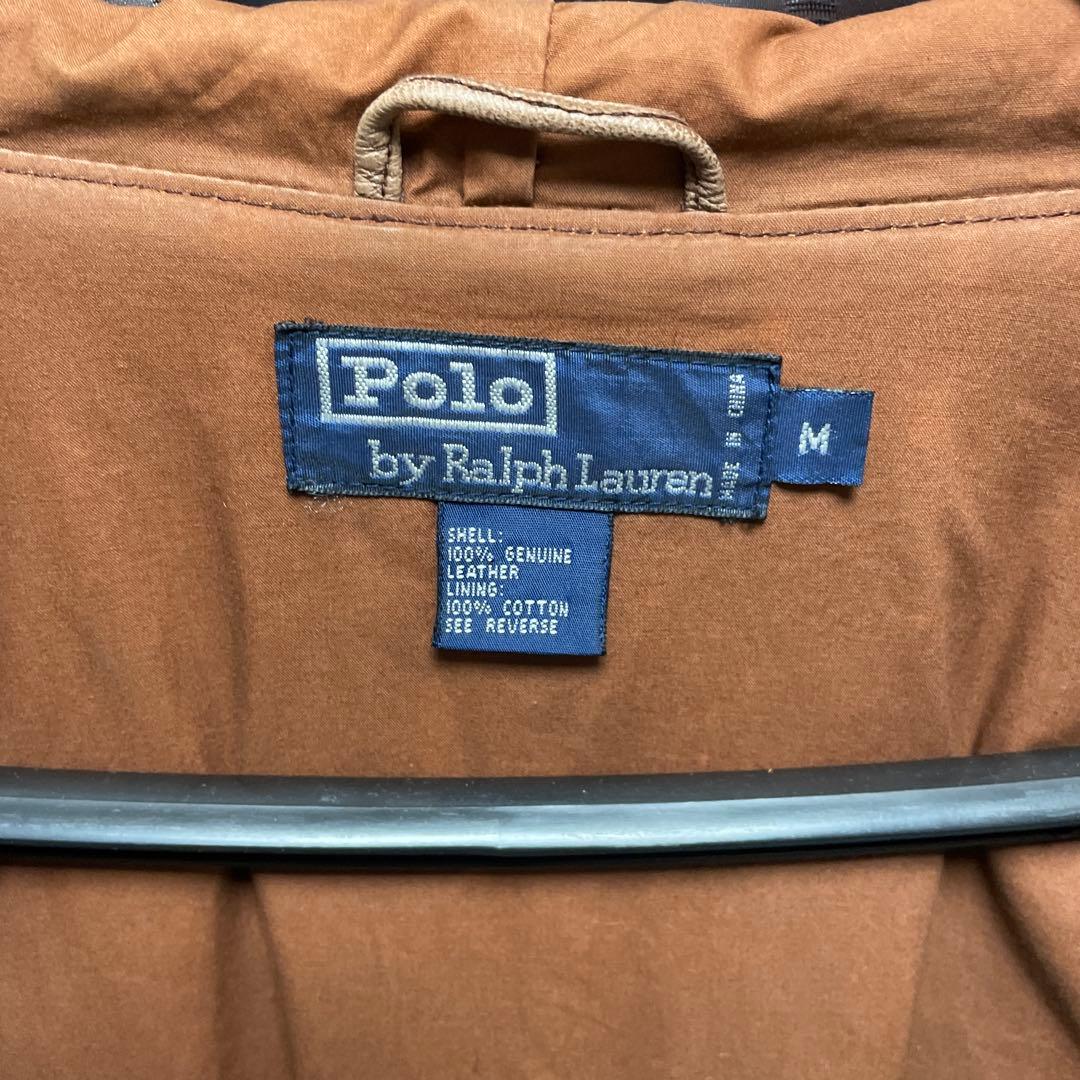 Polo
by Ralph Lauren
MADE IN CHINA
M
SHELL:
100% GENUINE
LEATHER
LINING:
100% COTTON
SEE REVERSE